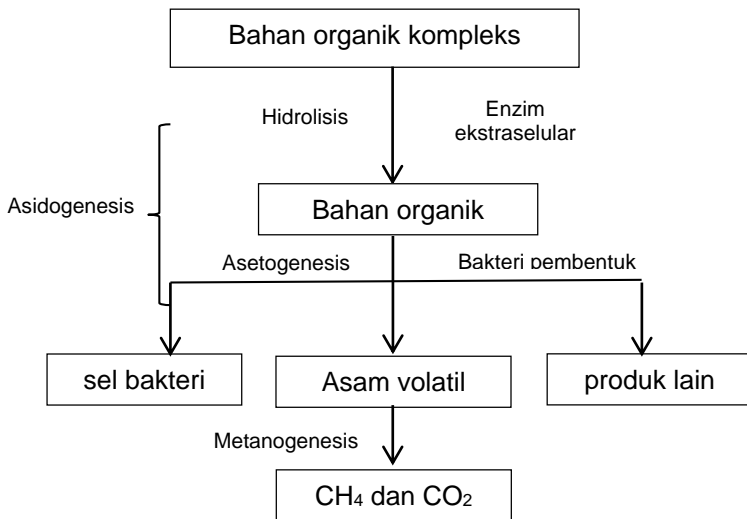 Bahan organik kompleks
Hidrolisis
Enzim
ekstraselular
Asidogenesis
Bahan organik
Asetogenesis
Bakteri pembentuk
sel bakteri
Asam volatil
produk lain
Metanogenesis
CH₄ dan CO₂